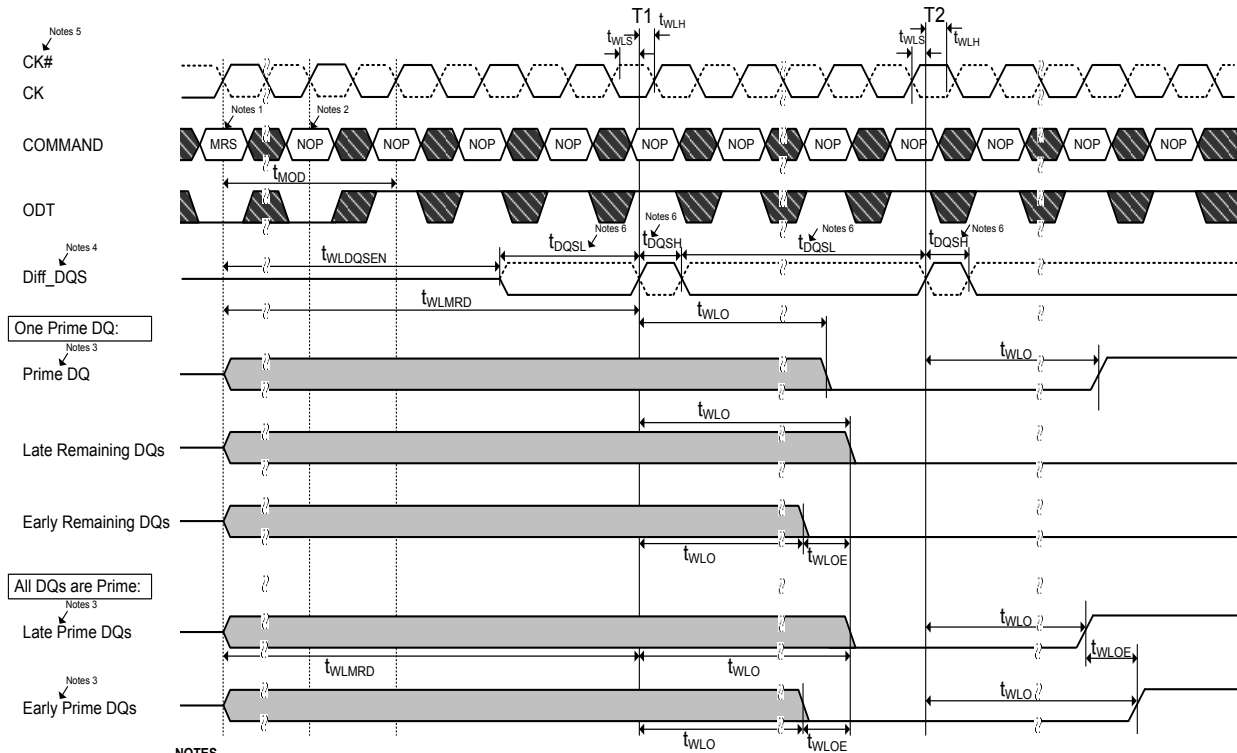 T1
T2
tWLS
tWLH
tWLS
tWLH
Notes 5
CK#
CK
Notes 1
Notes 2
COMMAND
MRS NOP NOP NOP NOP NOP NOP NOP NOP NOP NOP NOP
tMOD
ODT
Notes 4
Diff_DQS
tWLDQSEN
tDQSL Notes 6
tDQSH Notes 6
tDQSL Notes 6
tDQSH Notes 6
tWLMRD
tWLO
One Prime DQ:
Notes 3
Prime DQ
tWLO
tWLO
Late Remaining DQs
Early Remaining DQs
tWLO tWLOE
All DQs are Prime:
Notes 3
Late Prime DQs
tWLO
tWLOE
tWLMRD tWLO
Notes 3
Early Prime DQs
tWLO
tWLO tWLOE
NOTES